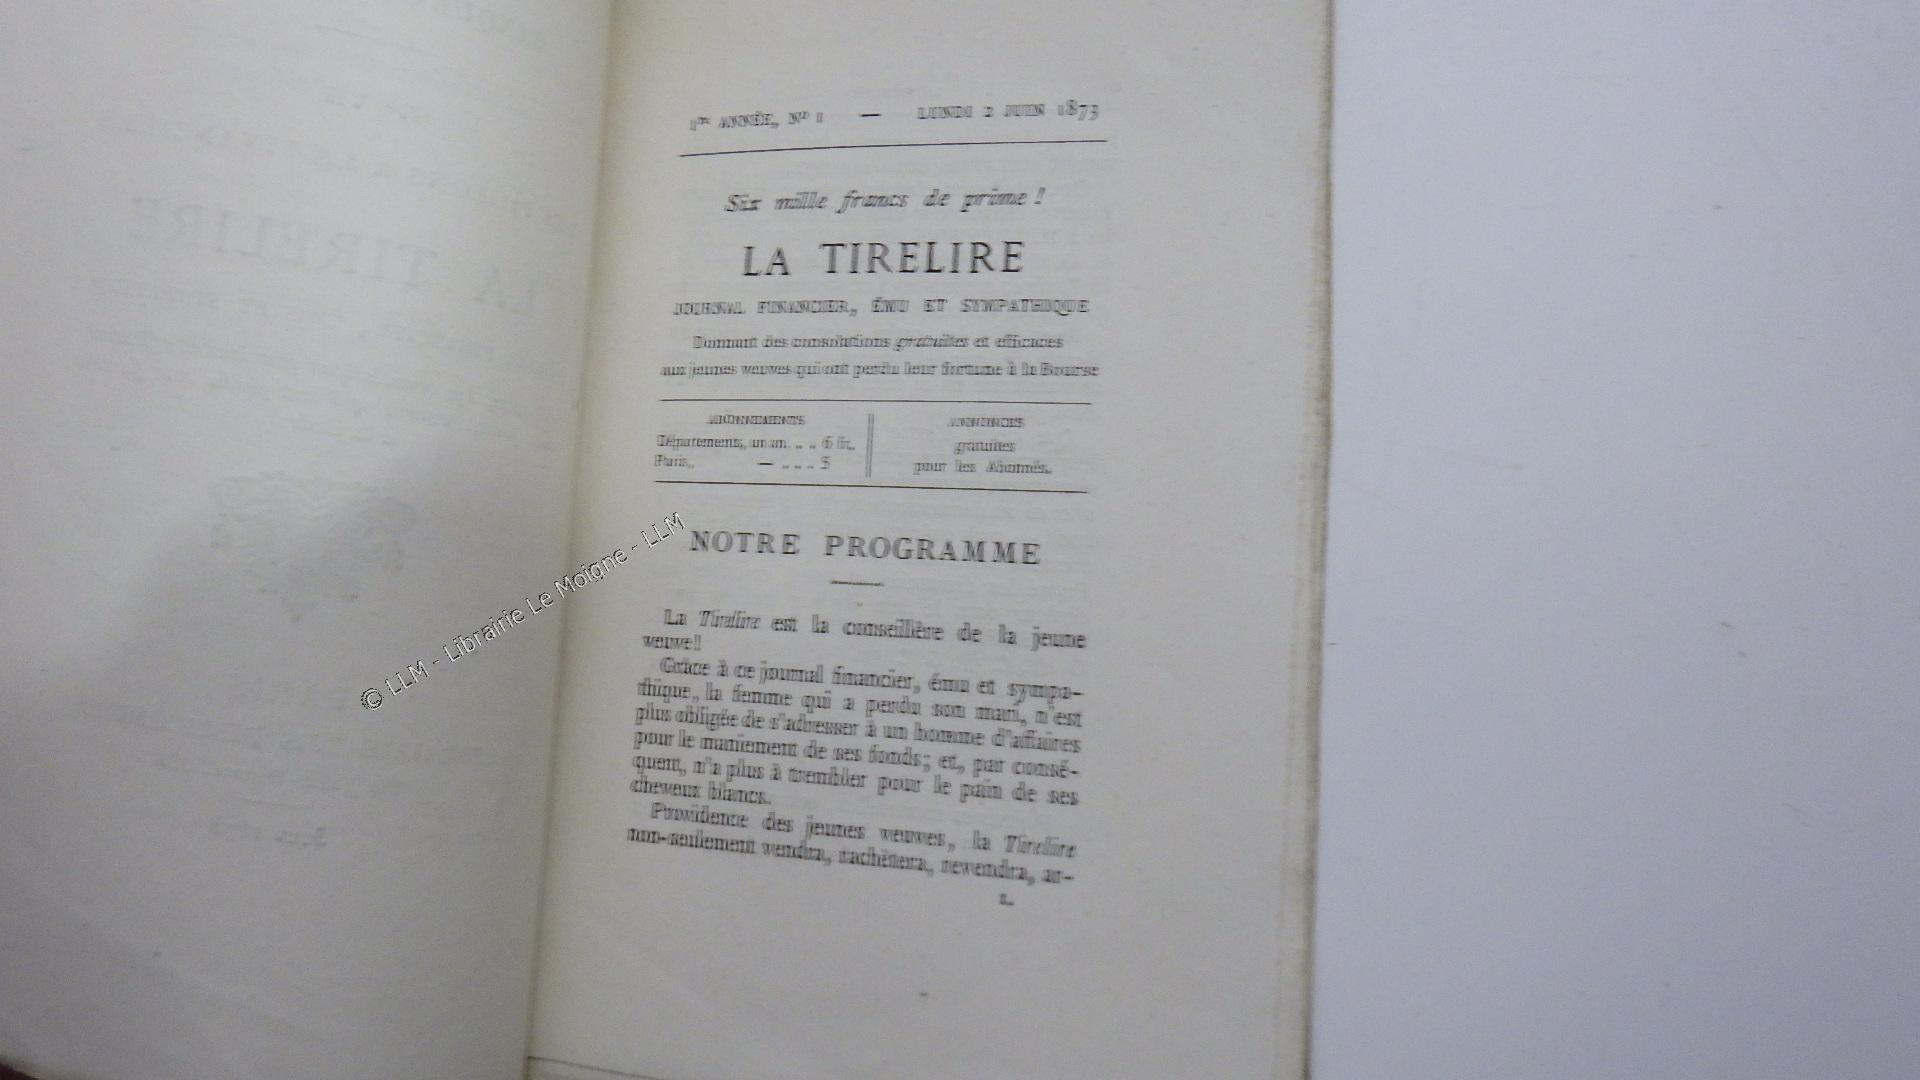 1re ANNÉE, No 1 — LUNDI 2 JUIN 1873
Six mille francs de prime !
LA TIRELIRE
JOURNAL FINANCIER, ÉMU ET SYMPATHIQUE
Donnant des consolations gratuites et efficaces
aux jeunes veuves qui ont perdu leur fortune à la Bourse
ABONNEMENTS
Départements, un an. . . . 6 fr.
Paris, — . . . . 5
ANNONCES
gratuites
pour les Abonnés.
NOTRE PROGRAMME
La Tirelire est la conseillère de la jeune
veuve!!
Grâce à ce journal financier, ému et sympa-
thique, la femme qui a perdu son mari, n'est
plus obligée de s'adresser à un homme d'affaires
pour le maniement de ses fonds; et, par consé-
quent, n'a plus à trembler pour le pain de ses
cheveux blancs.
Providence des jeunes veuves, la Tirelire
non-seulement vendra, rachètera, revendra, ar-
1.
© LLM - Librairie Le Moigne - LLM
LA TIRELIRE